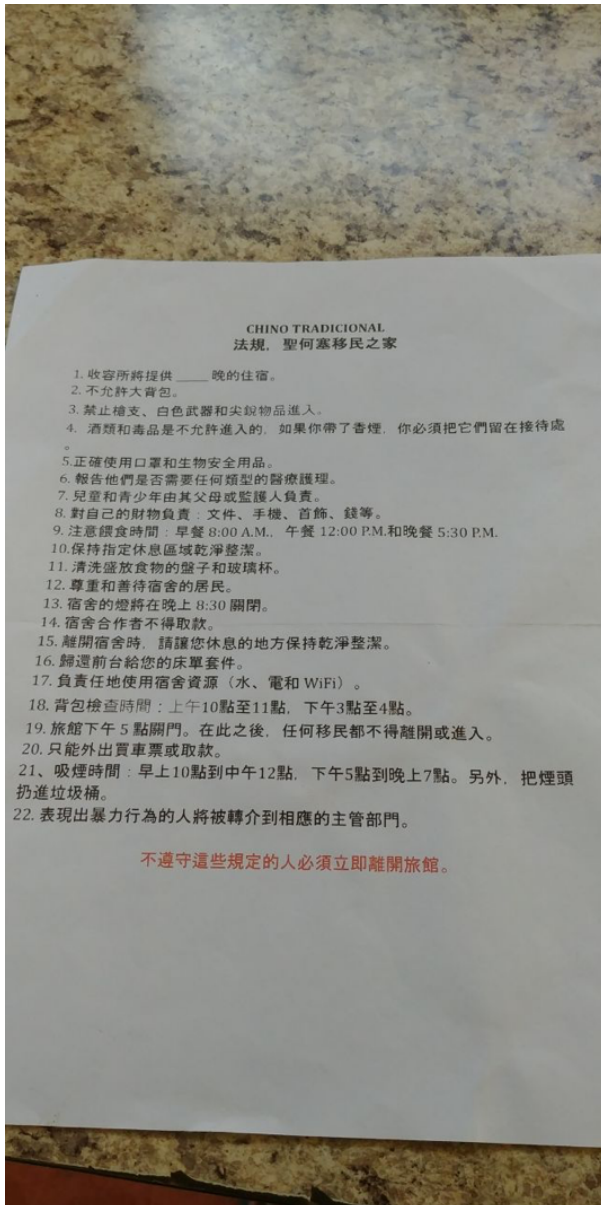 CHINO TRADICIONAL
法規, 聖何塞移民之家
1. 收容所將提供 ____ 晚的住宿。
2. 不允許大背包。
3. 禁止槍支、白色武器和尖銳物品進入。
4. 酒類和毒品是不允許進入的, 如果你帶了香煙, 你必須把它們留在接待處
。
5.正確使用口罩和生物安全用品。
6. 報告他們是否需要任何類型的醫療護理。
7. 兒童和青少年由其父母或監護人負責。
8. 對自己的財物負責：文件、手機、首飾、錢等。
9. 注意餵食時間：早餐 8:00 A.M., 午餐 12:00 P.M.和晚餐 5:30 P.M.
10.保持指定休息區域乾淨整潔。
11. 清洗盛放食物的盤子和玻璃杯。
12. 尊重和善待宿舍的居民。
13. 宿舍的燈將在晚上 8:30 關閉。
14. 宿舍合作者不得取款。
15. 離開宿舍時, 請讓您休息的地方保持乾淨整潔。
16. 歸還前台給您的床單套件。
17. 負責任地使用宿舍資源（水、電和 WiFi）。
18. 背包檢查時間：上午10點至11點, 下午3點至4點。
19. 旅館下午 5 點關門。在此之後, 任何移民都不得離開或進入。
20. 只能外出買車票或取款。
21、吸煙時間：早上10點到中午12點, 下午5點到晚上7點。另外, 把煙頭
扔進垃圾桶。
22. 表現出暴力行為的人將被轉介到相應的主管部門。
不遵守這些規定的人必須立即離開旅館。